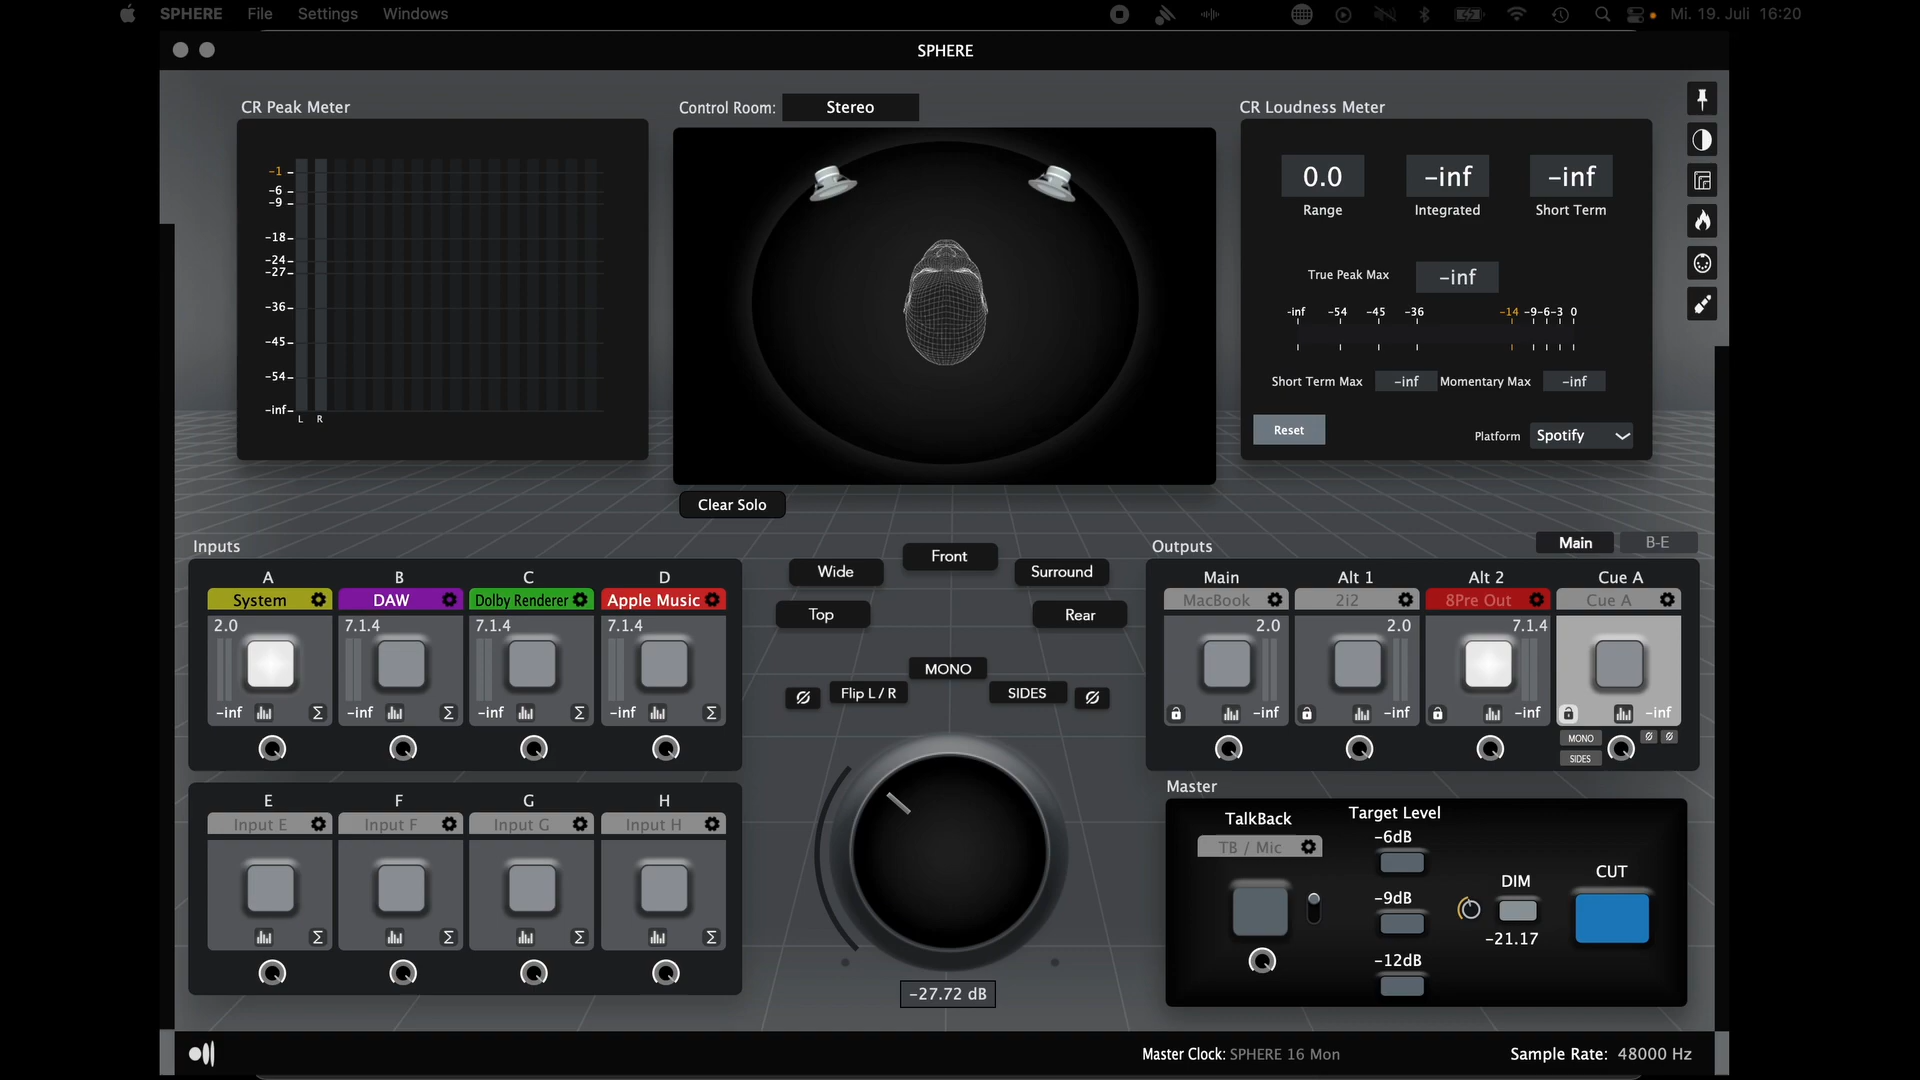 SPHERE File Settings Windows Mi. 19. Juli 16:20
SPHERE
CR Peak Meter
-1
-6
-9
-18
-24
-27
-36
-45
-54
-inf
L R
Control Room: Stereo
Clear Solo
CR Loudness Meter
0.0 -inf -inf
Range Integrated Short Term
True Peak Max -inf
-inf -54 -45 -36 -14 -9 -6 -3 0
Short Term Max -inf Momentary Max -inf
Reset Platform Spotify
Inputs
A B C D
System DAW Dolby Renderer Apple Music
2.0 7.1.4 7.1.4 7.1.4
-inf Σ -inf Σ -inf Σ -inf Σ
E F G H
Input E Input F Input G Input H
Σ Σ Σ Σ
Front
Wide Surround
Top Rear
MONO
Ø Flip L / R SIDES Ø
-27.72 dB
Outputs Main B-E
Main Alt 1 Alt 2 Cue A
MacBook 2i2 8Pre Out Cue A
2.0 2.0 7.1.4
-inf -inf -inf -inf
MONO Ø Ø
SIDES
Master
TalkBack Target Level
TB / Mic -6dB
-9dB
-12dB
DIM CUT
-21.17
Master Clock: SPHERE 16 Mon Sample Rate: 48000 Hz